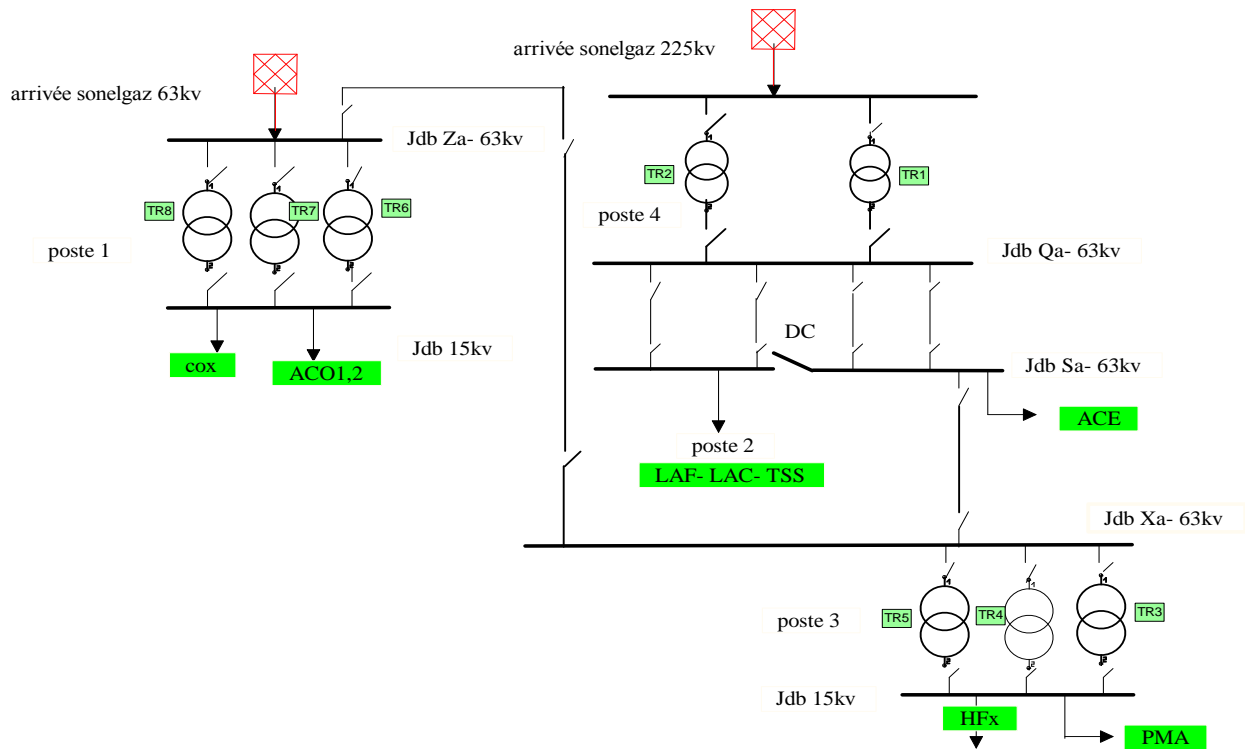 arrivée sonelgaz 225kv
arrivée sonelgaz 63kv
Jdb Za- 63kv
TR8
TR7
TR6
TR2
TR1
poste 4
poste 1
Jdb Qa- 63kv
DC
Jdb 15kv
Jdb Sa- 63kv
cox
ACO1,2
ACE
poste 2
LAF- LAC- TSS
Jdb Xa- 63kv
poste 3
TR5
TR4
TR3
Jdb 15kv
HFx
PMA